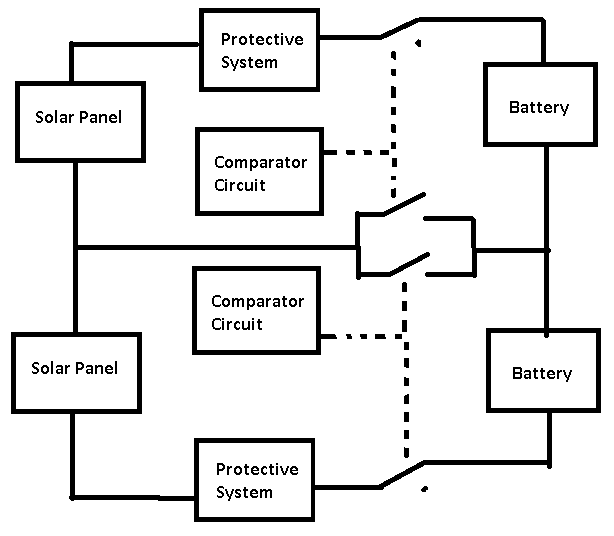 Protective
System
Solar Panel
Battery
Comparator
Circuit
Comparator
Circuit
Solar Panel
Battery
Protective
System